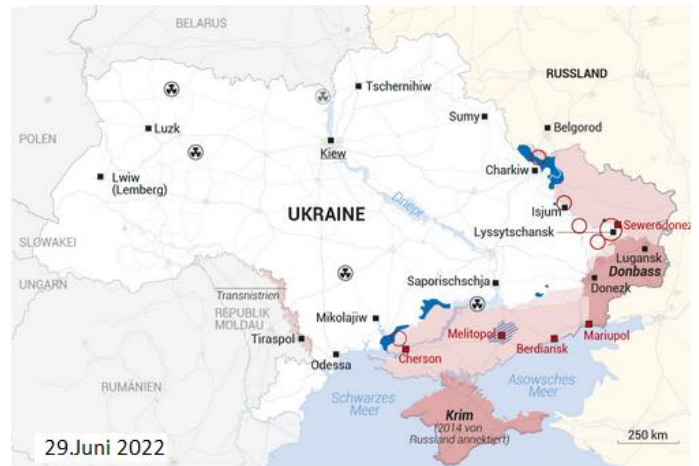 BELARUS
RUSSLAND
Tschernihiw
Sumy
Belgorod
POLEN
Luzk
Kiew
Charkiw
Lwiw
(Lemberg)
Dnepr
Isjum
UKRAINE
Sewerodonez
Lyssytschansk
SLOWAKEI
Lugansk
Donbass
UNGARN
Saporischschja
Donezk
Transnistrien
REPUBLIK
MOLDAU
Mikolajiw
Tiraspol
Melitopol
Mariupol
Cherson
Berdiansk
Odessa
RUMÄNIEN
Asowsches
Meer
Schwarzes
Meer
Krim
(2014 von
Russland annektiert)
250 km
29.Juni 2022